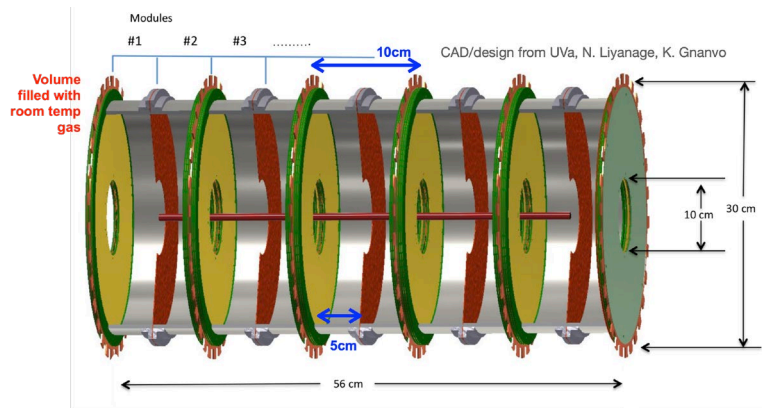 Modules
#1 #2 #3 ..........
10cm
CAD/design from UVa, N. Liyanage, K. Gnanvo
Volume
filled with
room temp
gas
10 cm
30 cm
5cm
56 cm